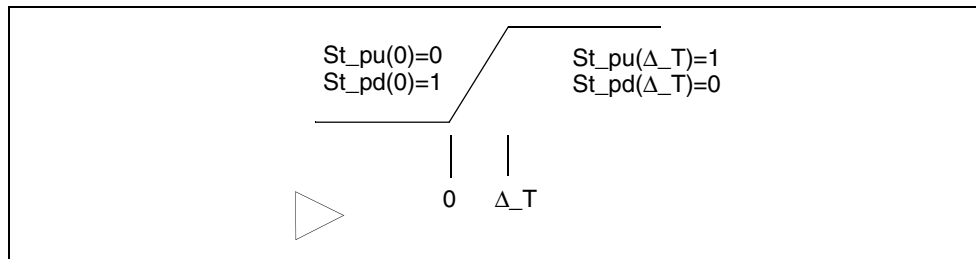 St_pu(0)=0
St_pd(0)=1
St_pu(Δ_T)=1
St_pd(Δ_T)=0
0
Δ_T